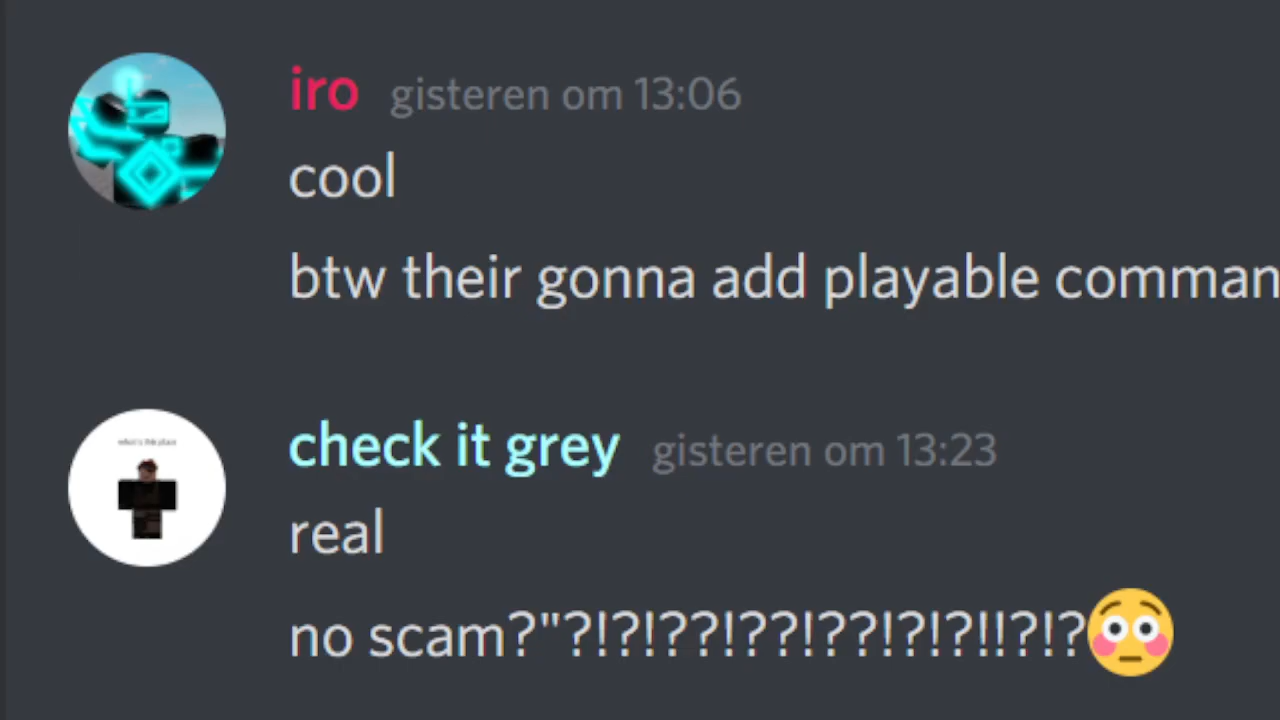 iro gisteren om 13:06
cool
btw their gonna add playable comman
check it grey gisteren om 13:23
real
no scam?"?!?!??!??!??!?!?!!?!?😳